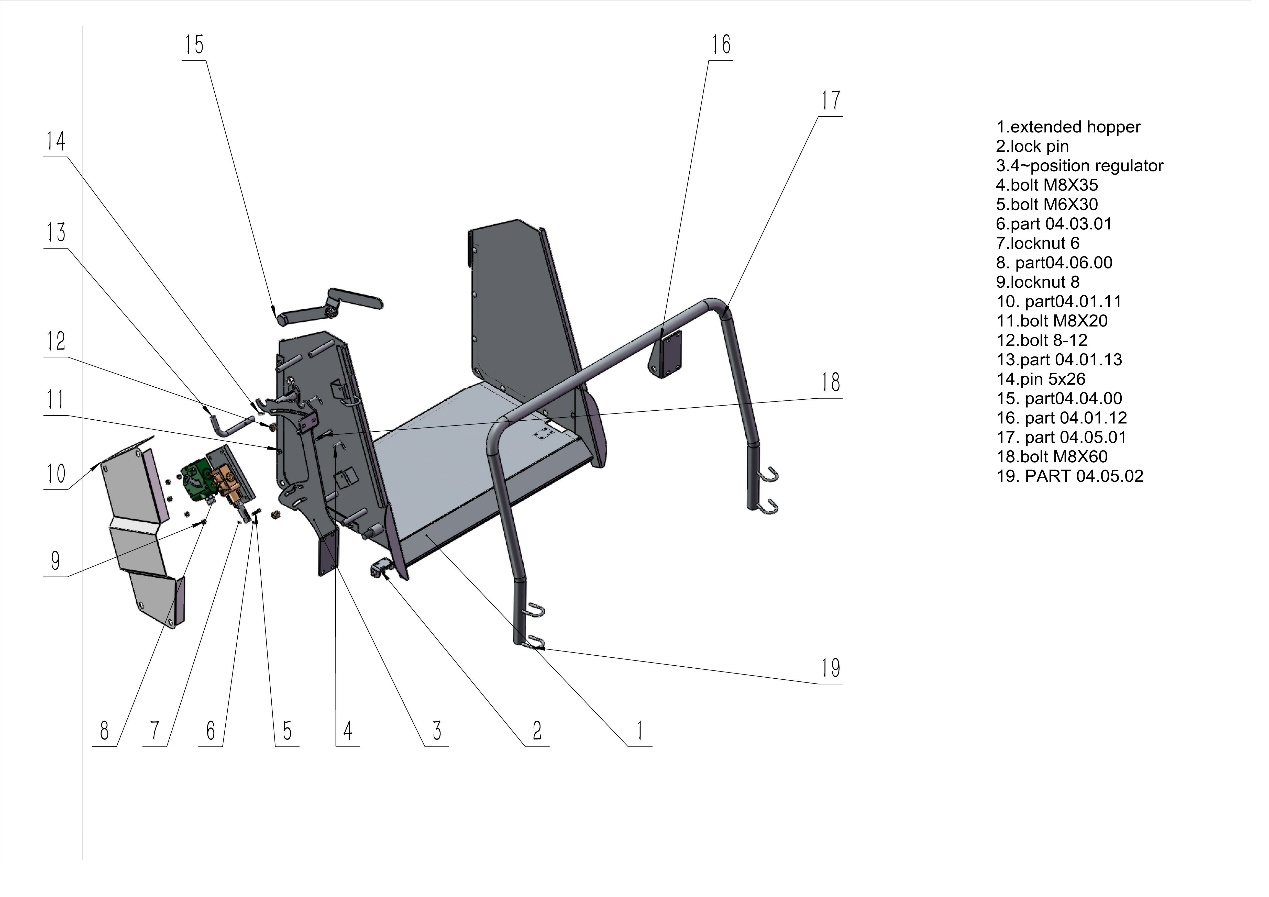 15
16
17
14
13
12
11
10
18
9
19
8
7
6
5
4
3
2
1
1.extended hopper
2.lock pin
3.4~position regulator
4.bolt M8X35
5.bolt M6X30
6.part 04.03.01
7.locknut 6
8. part04.06.00
9.locknut 8
10. part04.01.11
11.bolt M8X20
12.bolt 8-12
13.part 04.01.13
14.pin 5x26
15. part04.04.00
16. part 04.01.12
17. part 04.05.01
18.bolt M8X60
19. PART 04.05.02